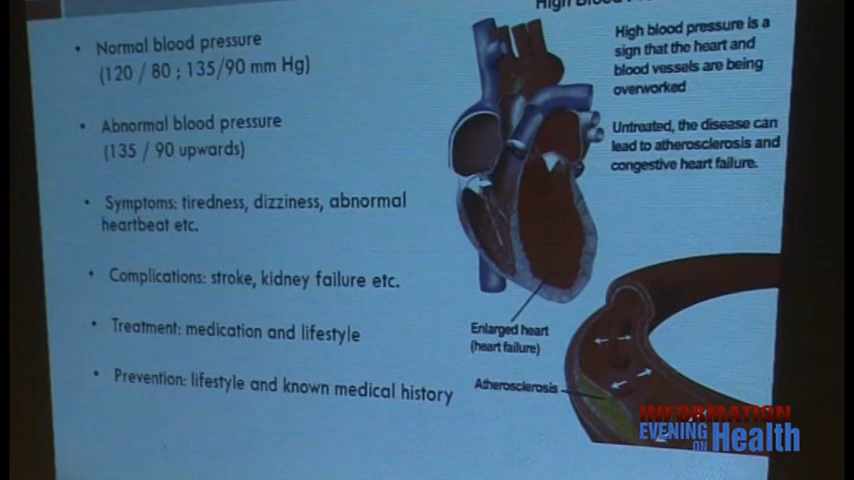 High Blood
• Normal blood pressure
(120 / 80 ; 135/90 mm Hg)
• Abnormal blood pressure
(135 / 90 upwards)
• Symptoms: tiredness, dizziness, abnormal
heartbeat etc.
• Complications: stroke, kidney failure etc.
• Treatment: medication and lifestyle
• Prevention: lifestyle and known medical history
High blood pressure is a
sign that the heart and
blood vessels are being
overworked
Untreated, the disease can
lead to atherosclerosis and
congestive heart failure.
Enlarged heart
(heart failure)
Atherosclerosis
INFORMATION
EVENING
ON Health